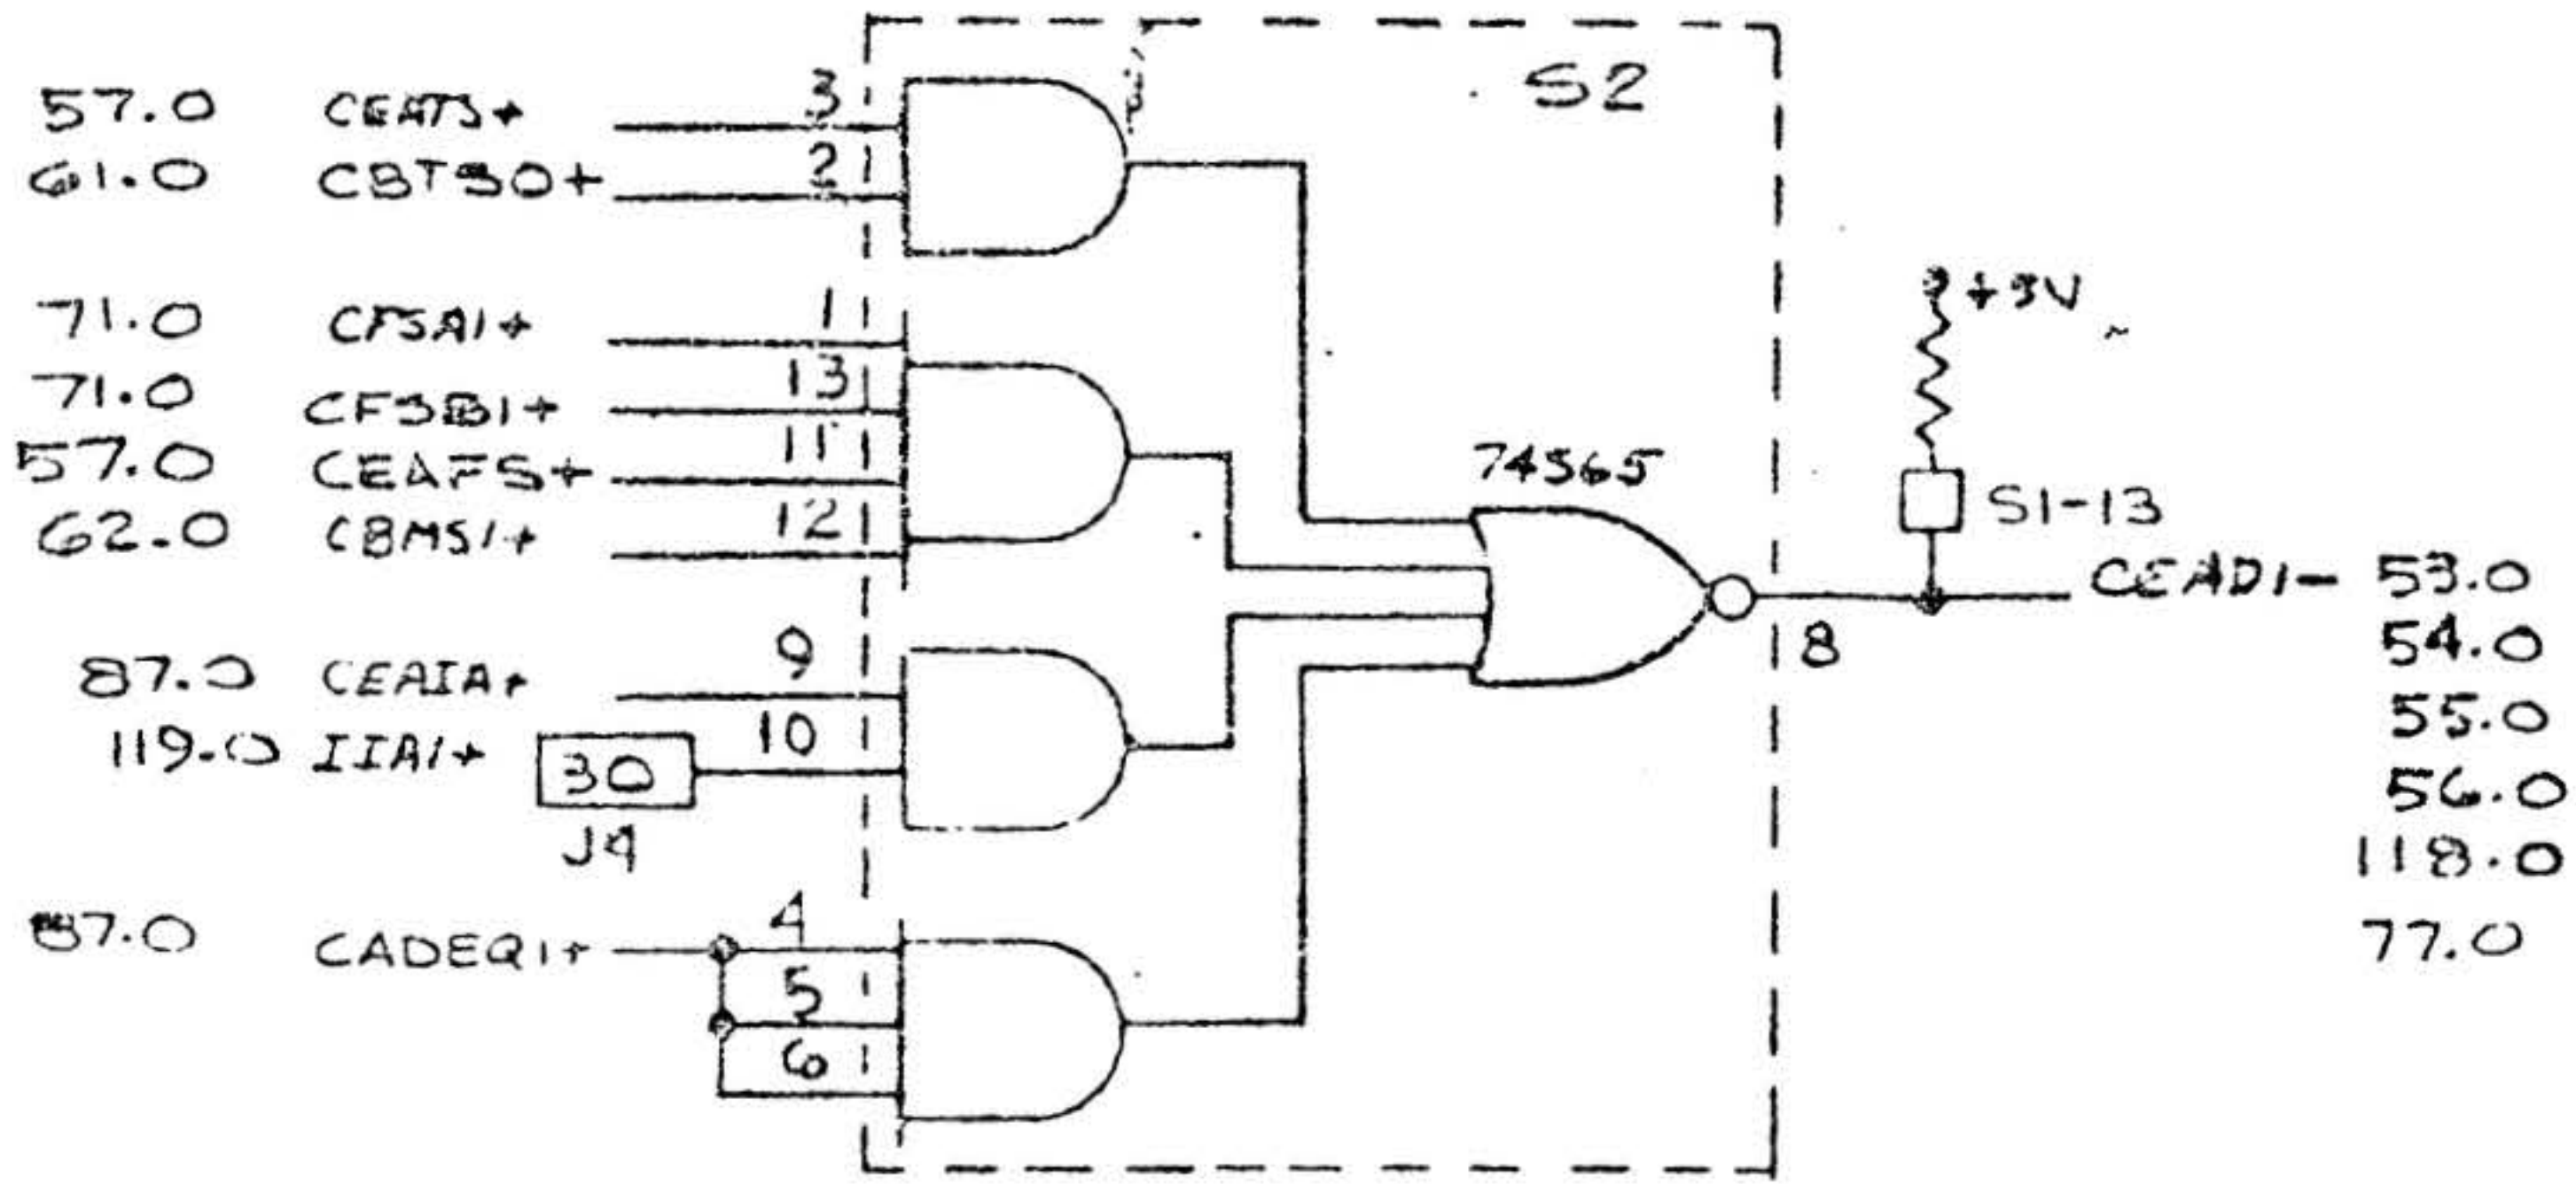 S2
57.0 CEATS+ 3
61.0 CBTSO+ 2
71.0 CFSA1+ 1
71.0 CFSB1+ 13
57.0 CEAFS+ 11
62.0 CBMS1+ 12
74S65
+5V
S1-13
CEAD1- 53.0
54.0
55.0
56.0
118.0
77.0
8
87.0 CEAIA+ 9
119.0 IIA1+ 30 10
J4
87.0 CADEQ1+ 4
5
6